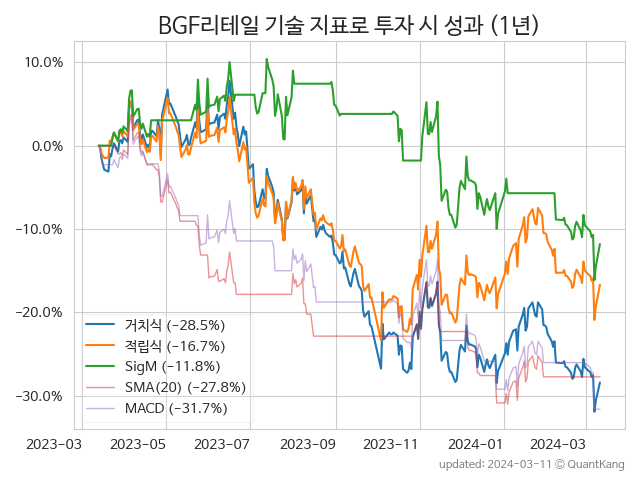 BGF리테일 기술 지표로 투자 시 성과 (1년)
10.0%
0.0%
−10.0%
−20.0%
−30.0%
거치식 (−28.5%)
적립식 (−16.7%)
SigM (−11.8%)
SMA(20) (−27.8%)
MACD (−31.7%)
2023-03 2023-05 2023-07 2023-09 2023-11 2024-01 2024-03
updated: 2024-03-11 © QuantKang